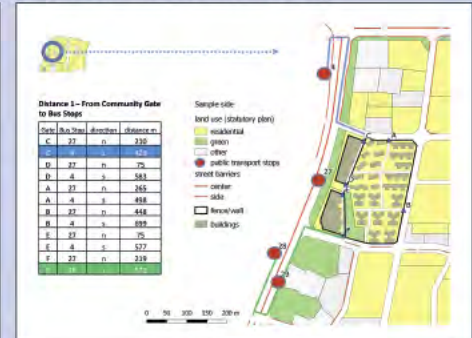 Distance 1 – From Community Gate
to Bus Stops
Gate Bus Stop direction distance m
C 27 n 230
D 27 n 75
D 4 s 583
A 27 n 265
A 4 s 498
B 27 n 448
B 4 s 699
E 27 n 75
E 4 s 577
F 27 n 219
Sample side
land use (statutory plan)
residential
green
other
public transport stops
street barriers
center
side
fence/wall
buildings
0 50 100 150 200 m
4
27
C
A
B